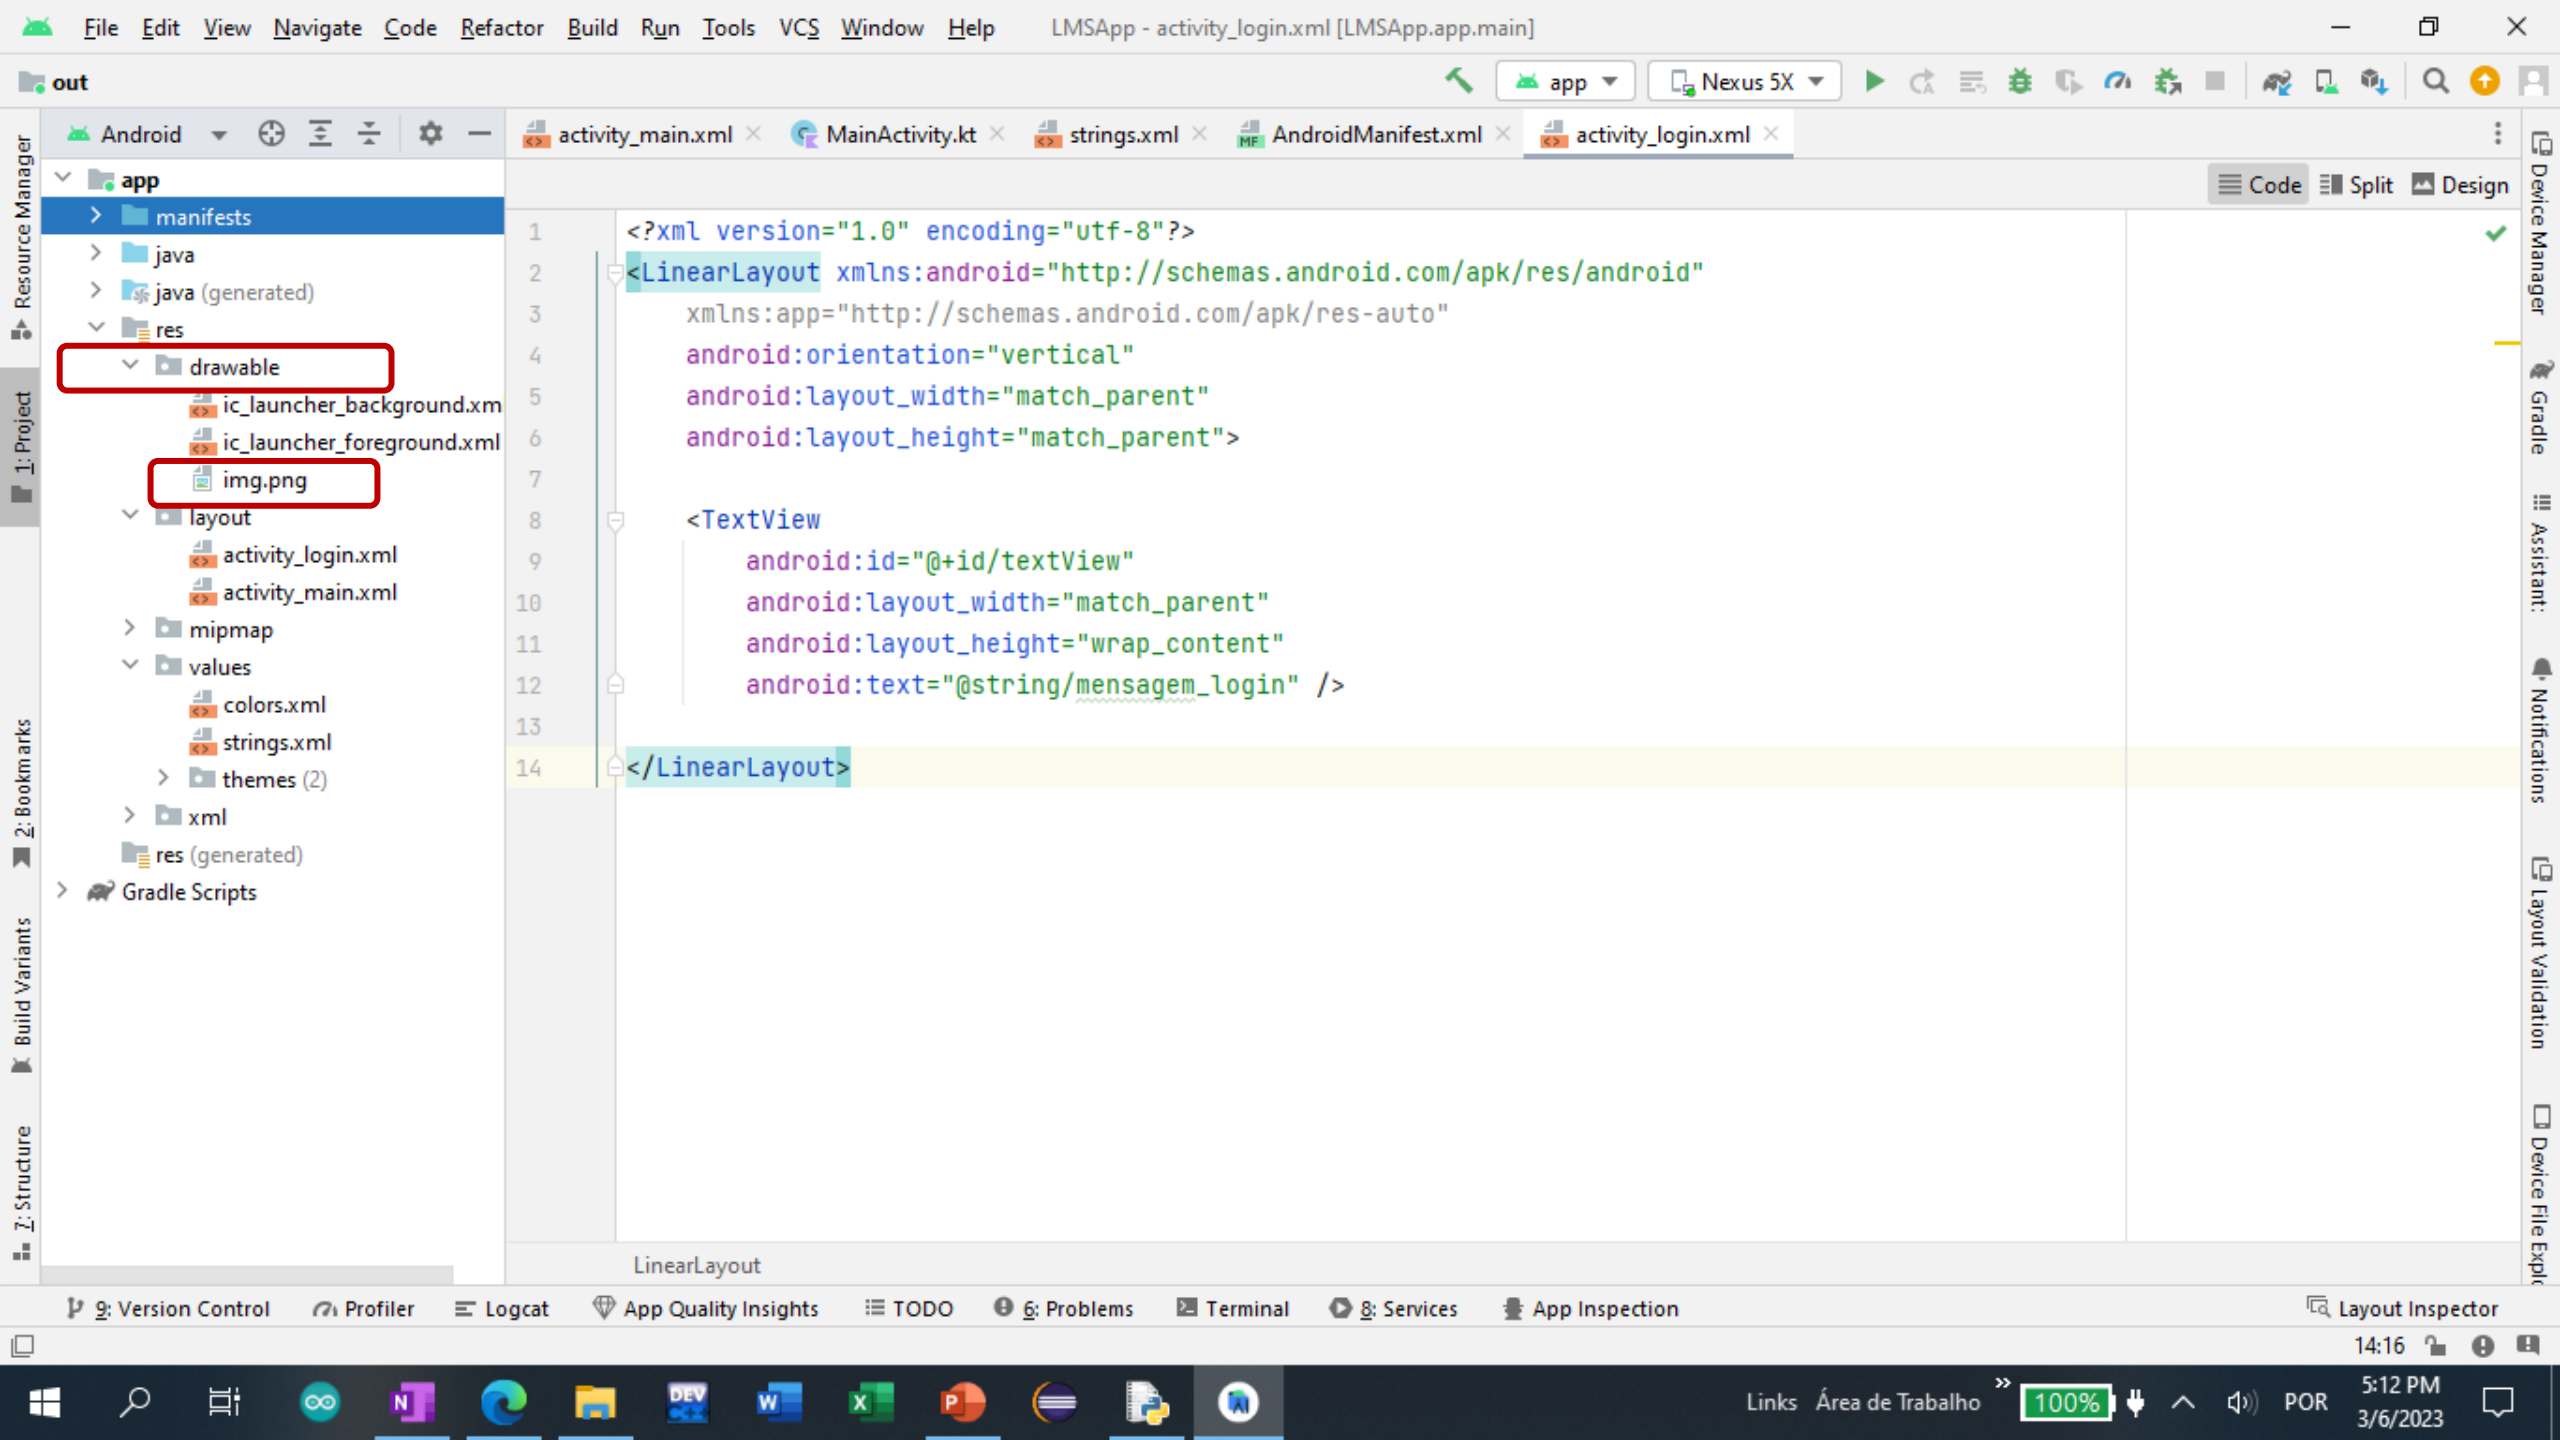 File Edit View Navigate Code Refactor Build Run Tools VCS Window Help LMSApp - activity_login.xml [LMSApp.app.main]
out
app Nexus 5X
Android
activity_main.xml MainActivity.kt strings.xml AndroidManifest.xml activity_login.xml
Code Split Design
Resource Manager
1: Project
2: Bookmarks
Build Variants
7: Structure
app
manifests
java
java (generated)
res
drawable
ic_launcher_background.xm
ic_launcher_foreground.xml
img.png
layout
activity_login.xml
activity_main.xml
mipmap
values
colors.xml
strings.xml
themes (2)
xml
res (generated)
Gradle Scripts
1 <?xml version="1.0" encoding="utf-8"?>
2 <LinearLayout xmlns:android="http://schemas.android.com/apk/res/android"
3 xmlns:app="http://schemas.android.com/apk/res-auto"
4 android:orientation="vertical"
5 android:layout_width="match_parent"
6 android:layout_height="match_parent">
7
8 <TextView
9 android:id="@+id/textView"
10 android:layout_width="match_parent"
11 android:layout_height="wrap_content"
12 android:text="@string/mensagem_login" />
13
14 </LinearLayout>
LinearLayout
Device Manager
Gradle
Assistant:
Notifications
Layout Validation
Device File Explo
9: Version Control Profiler Logcat App Quality Insights TODO 6: Problems Terminal 8: Services App Inspection Layout Inspector
14:16
Links Área de Trabalho 100% POR 5:12 PM
3/6/2023